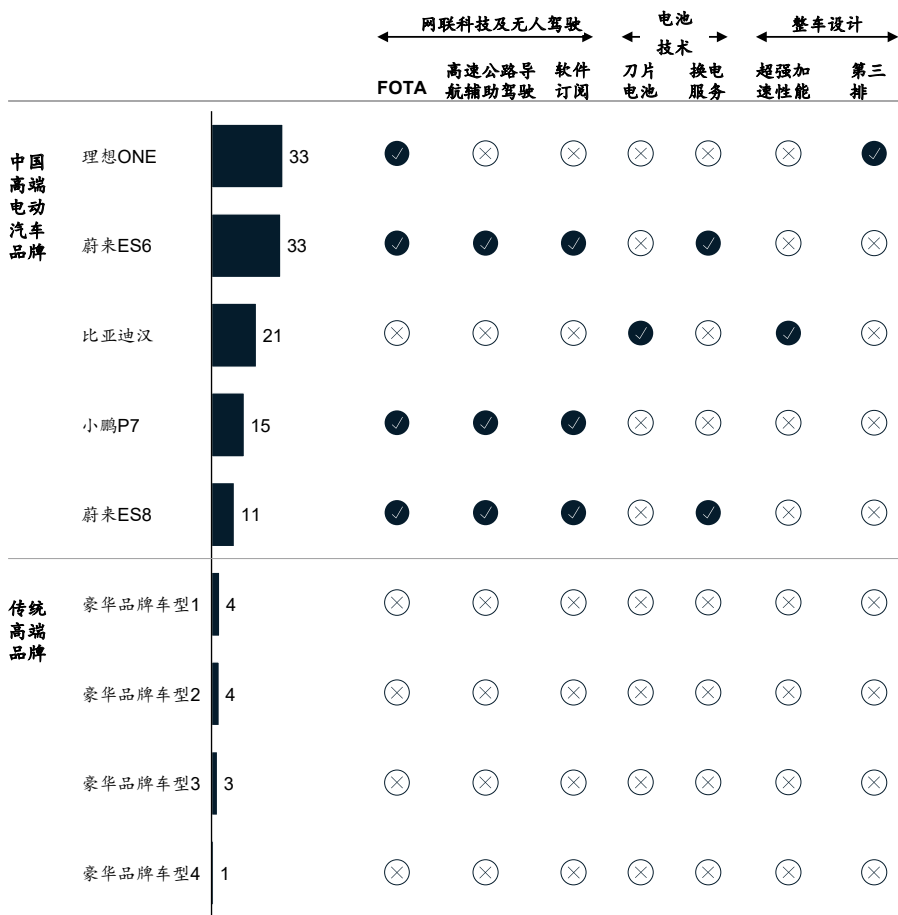 网联科技及无人驾驶
电池
技术
整车设计
FOTA
高速公路导
航辅助驾驶
软件
订阅
刀片
电池
换电
服务
超强加
速性能
第三
排
中国
高端
电动
汽车
品牌
理想ONE
33
蔚来ES6
33
比亚迪汉
21
小鹏P7
15
蔚来ES8
11
传统
高端
品牌
豪华品牌车型1
4
豪华品牌车型2
4
豪华品牌车型3
3
豪华品牌车型4
1